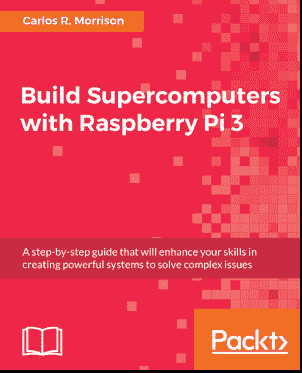 Carlos R. Morrison
Build Supercomputers
with Raspberry Pi 3
A step-by-step guide that will enhance your skills in
creating powerful systems to solve complex issues
Packt>